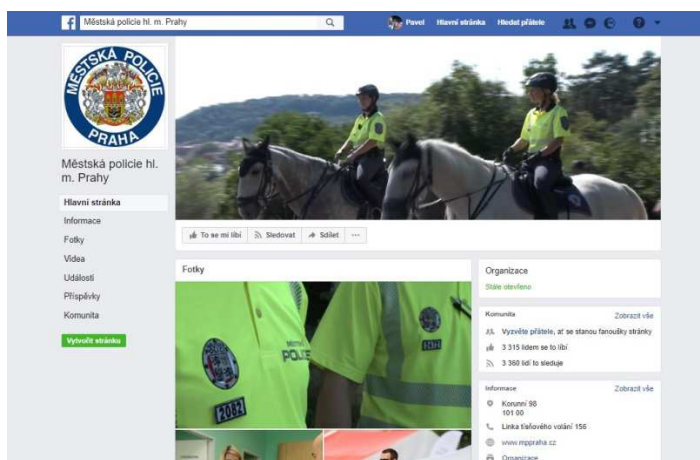 Městská policie hl. m. Prahy
Pavel Hlavní stránka Hledat přátele
MĚSTSKÁ POLICIE
PRAHA
Městská policie hl.
m. Prahy
Hlavní stránka
Informace
Fotky
Videa
Události
Příspěvky
Komunita
Vytvořit stránku
To se mi líbí Sledovat Sdílet
Fotky
2082
Organizace
Stále otevřeno
Komunita Zobrazit vše
Vyzvěte přátele, ať se stanou fanoušky stránky
3 315 lidem se to líbí
3 360 lidí to sleduje
Informace Zobrazit vše
Korunní 98
101 00
Linka tísňového volání 156
www.mppraha.cz
Organizace